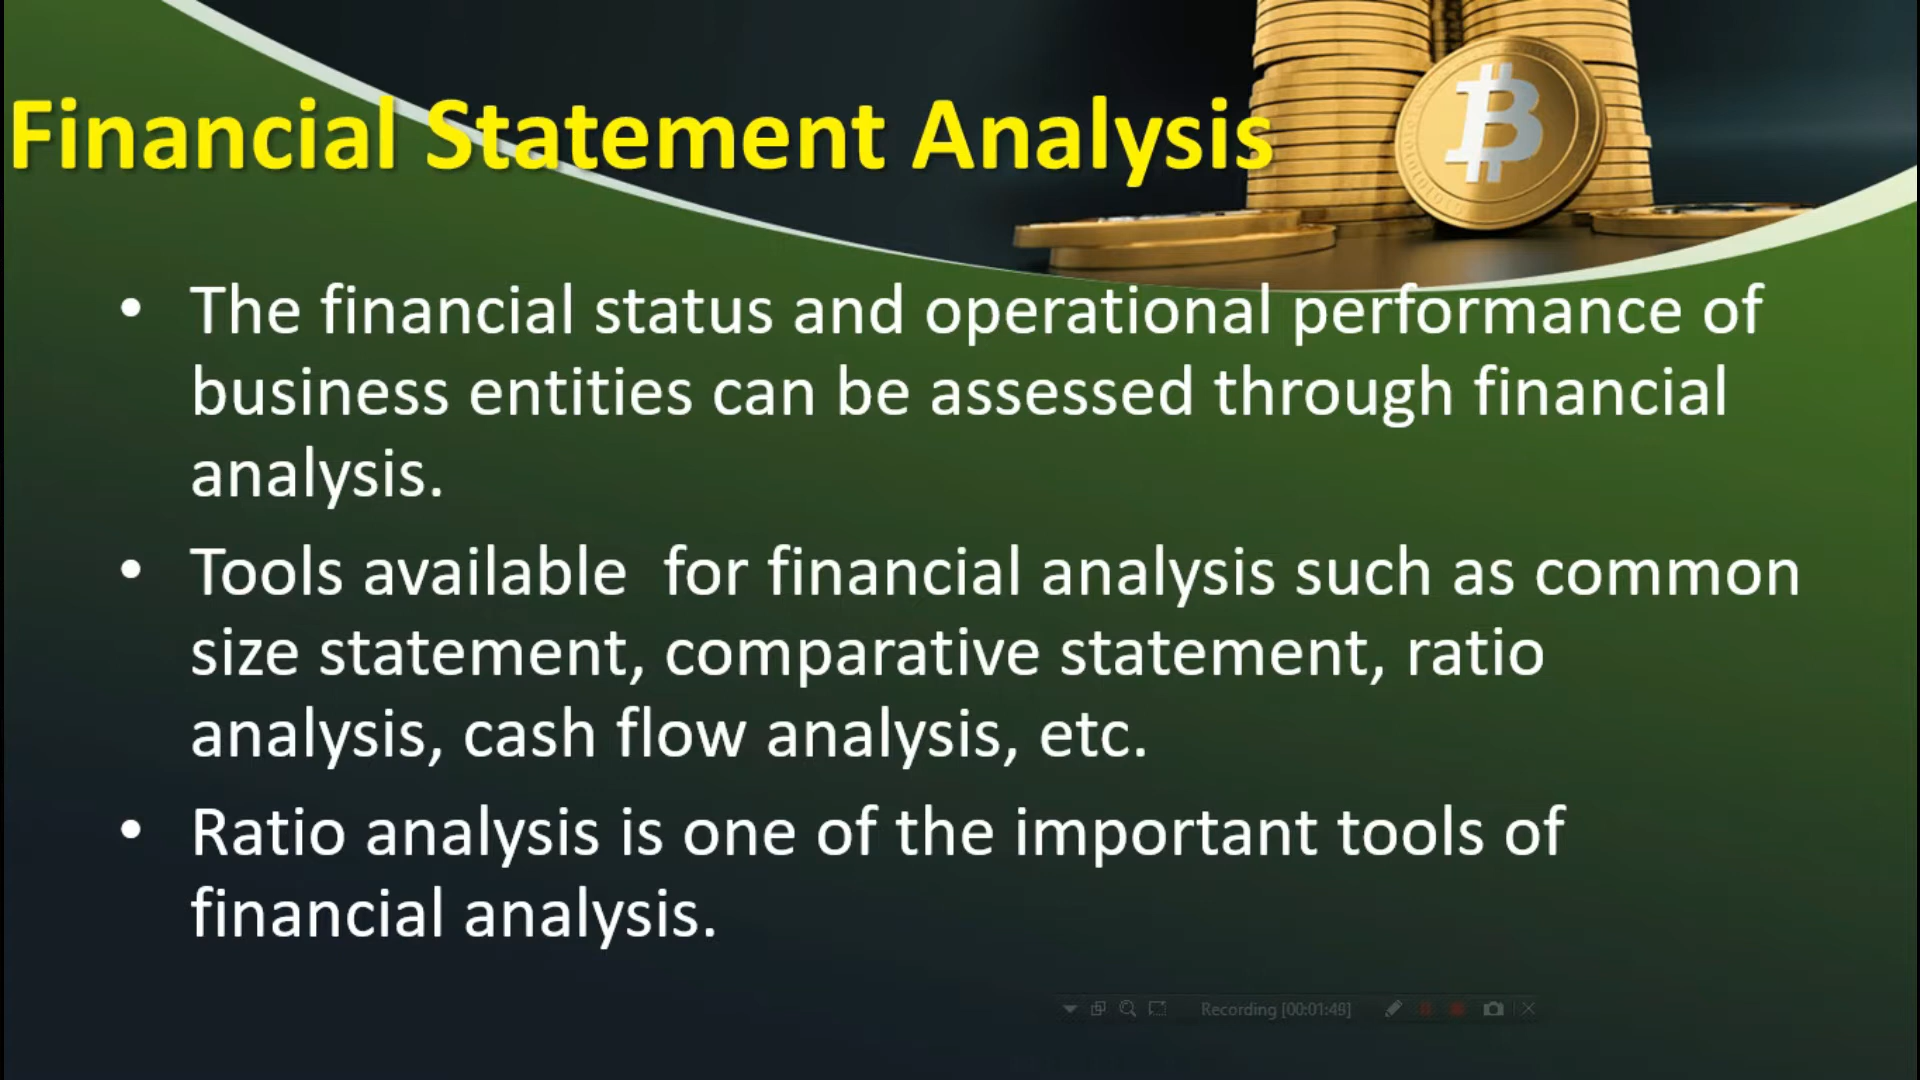 Financial Statement Analysis
• The financial status and operational performance of
business entities can be assessed through financial
analysis.
• Tools available  for financial analysis such as common
size statement, comparative statement, ratio
analysis, cash flow analysis, etc.
• Ratio analysis is one of the important tools of
financial analysis.
Recording [00:01:49]